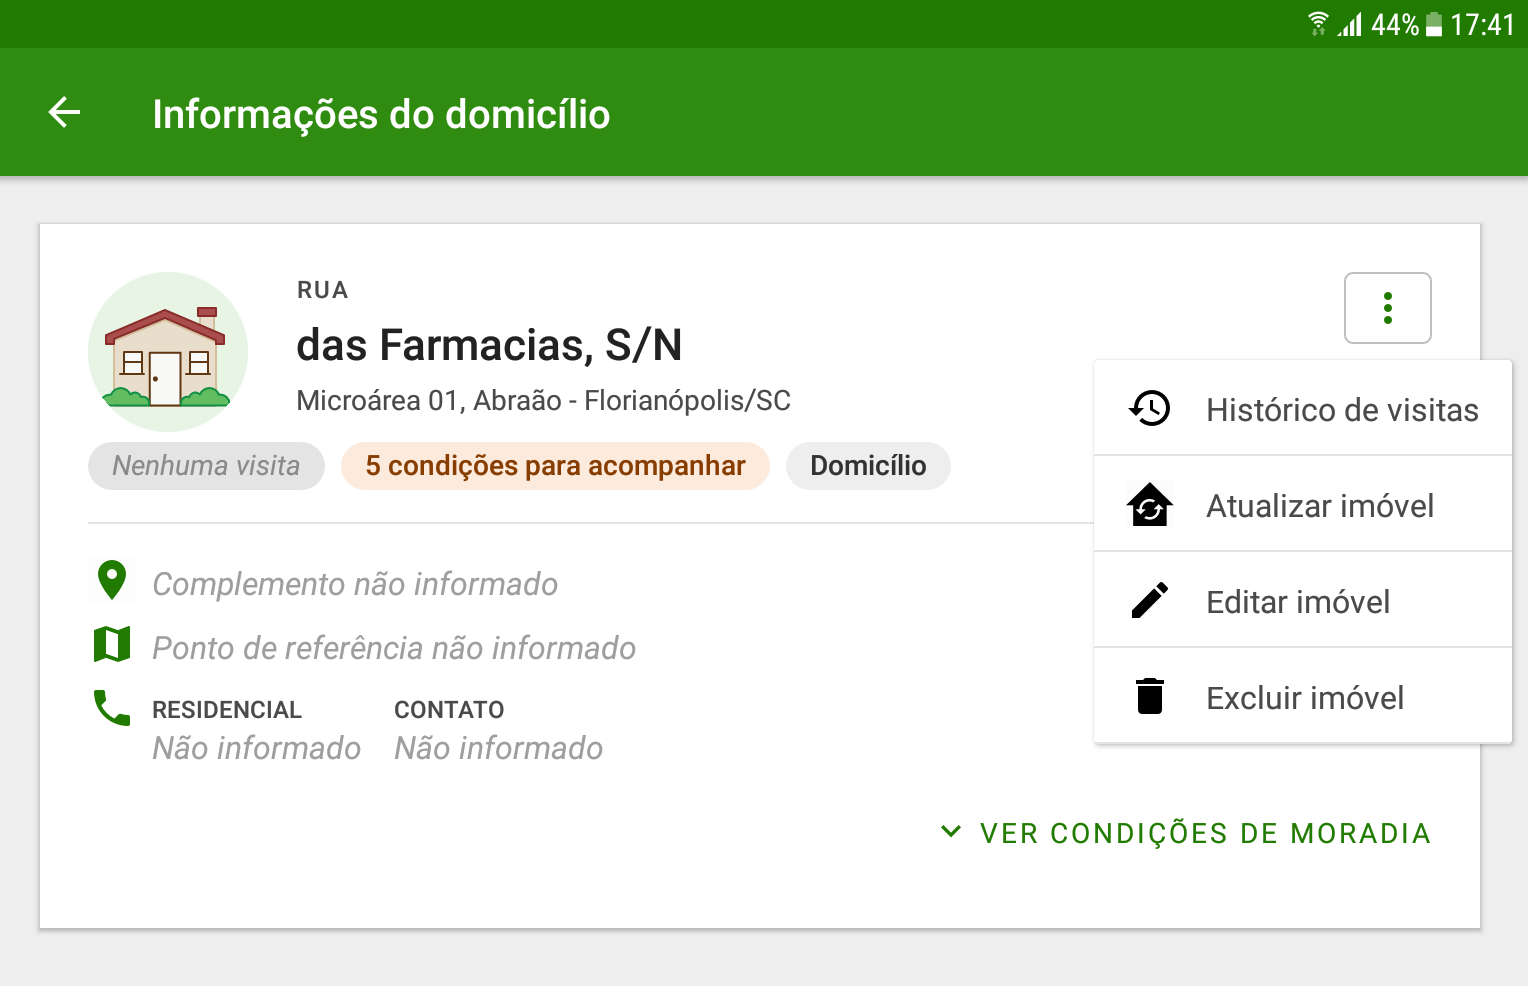 44% 17:41
Informações do domicílio
RUA
das Farmacias, S/N
Microárea 01, Abraão - Florianópolis/SC
Nenhuma visita 5 condições para acompanhar Domicílio
Histórico de visitas
Atualizar imóvel
Editar imóvel
Excluir imóvel
Complemento não informado
Ponto de referência não informado
RESIDENCIAL CONTATO
Não informado Não informado
VER CONDIÇÕES DE MORADIA